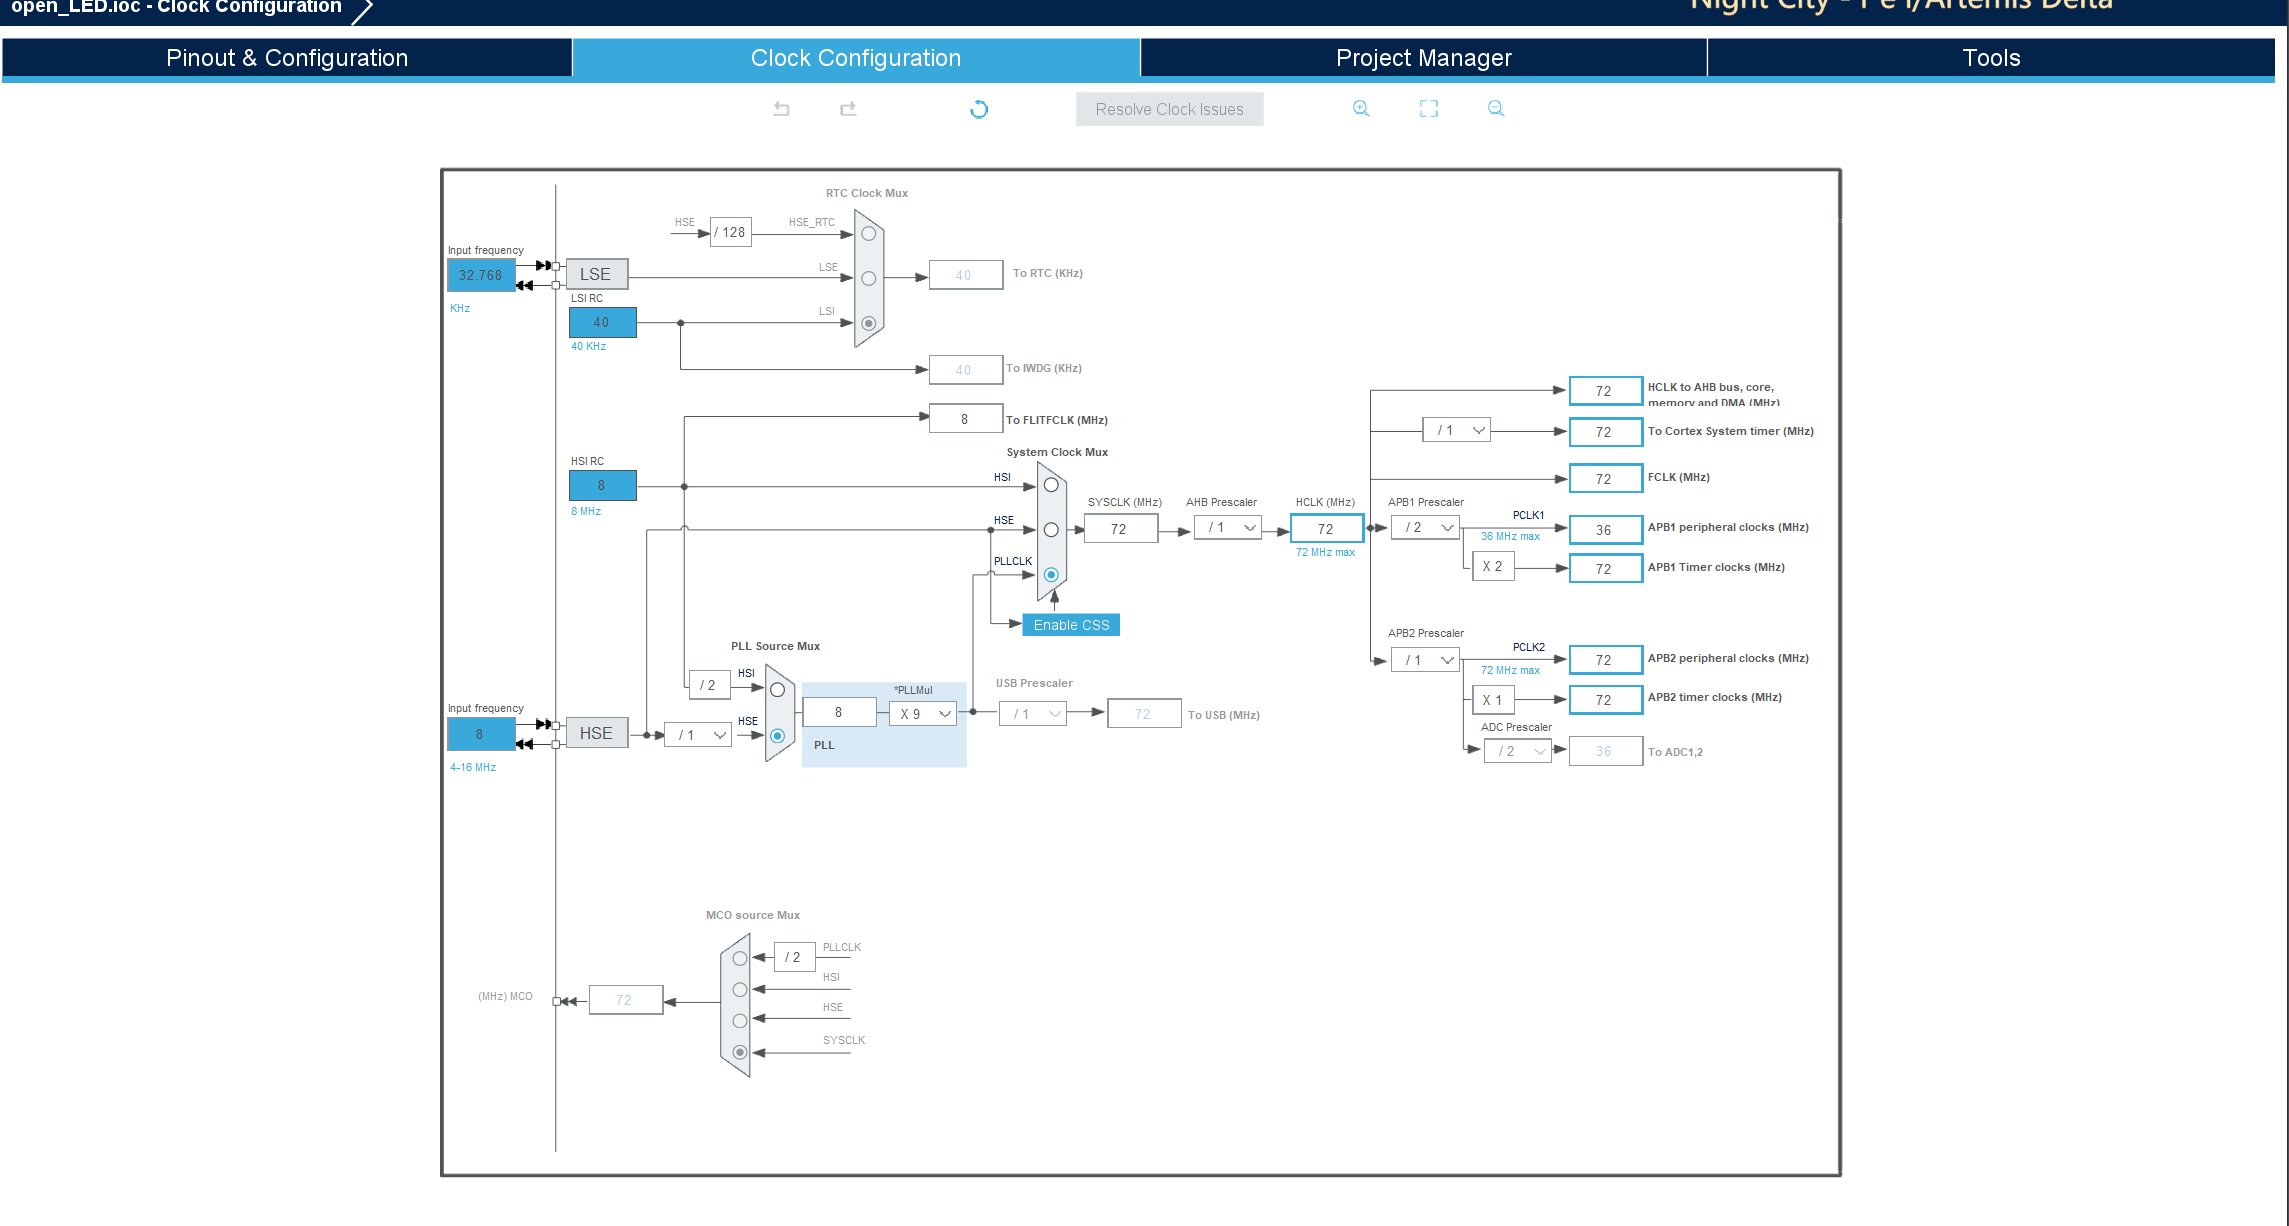 open_LED.ioc - Clock Configuration
Pinout & Configuration
Clock Configuration
Project Manager
Tools
Resolve Clock Issues
RTC Clock Mux
HSE
/ 128
HSE_RTC
Input frequency
32.768
KHz
LSE
LSE
40
To RTC (KHz)
LSI RC
40
40 KHz
LSI
40
To IWDG (KHz)
8
To FLITFCLK (MHz)
HSI RC
8
8 MHz
System Clock Mux
HSI
HSE
PLLCLK
Enable CSS
SYSCLK (MHz)
72
AHB Prescaler
/ 1
HCLK (MHz)
72
72 MHz max
72
HCLK to AHB bus, core,
memory and DMA (MHz)
/ 1
72
To Cortex System timer (MHz)
72
FCLK (MHz)
APB1 Prescaler
/ 2
PCLK1
36 MHz max
36
APB1 peripheral clocks (MHz)
X 2
72
APB1 Timer clocks (MHz)
APB2 Prescaler
/ 1
PCLK2
72 MHz max
72
APB2 peripheral clocks (MHz)
X 1
72
APB2 timer clocks (MHz)
ADC Prescaler
/ 2
36
To ADC1,2
PLL Source Mux
/ 2
HSI
Input frequency
8
4-16 MHz
HSE
/ 1
HSE
8
*PLLMul
X 9
PLL
USB Prescaler
/ 1
72
To USB (MHz)
MCO source Mux
/ 2
PLLCLK
HSI
HSE
SYSCLK
(MHz) MCO
72